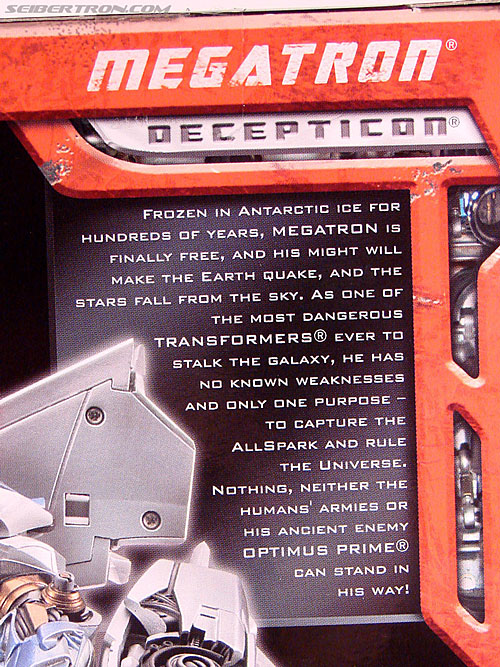 SEIBERTRON.COM
MEGATRON®
DECEPTICON®
FROZEN IN ANTARCTIC ICE FOR
HUNDREDS OF YEARS, MEGATRON IS
FINALLY FREE, AND HIS MIGHT WILL
MAKE THE EARTH QUAKE, AND THE
STARS FALL FROM THE SKY. AS ONE OF
THE MOST DANGEROUS
TRANSFORMERS® EVER TO
STALK THE GALAXY, HE HAS
NO KNOWN WEAKNESSES
AND ONLY ONE PURPOSE –
TO CAPTURE THE
ALLSPARK AND RULE
THE UNIVERSE.
NOTHING, NEITHER THE
HUMANS' ARMIES OR
HIS ANCIENT ENEMY
OPTIMUS PRIME®
CAN STAND IN
HIS WAY!